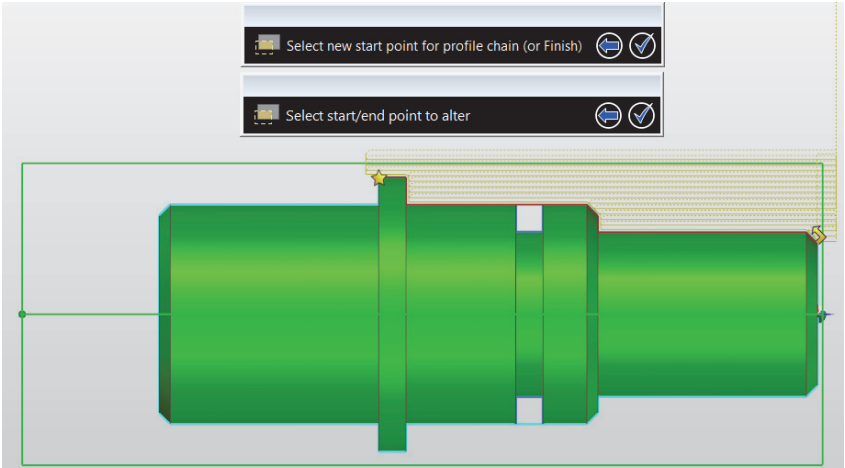 Select new start point for profile chain (or Finish)
Select start/end point to alter